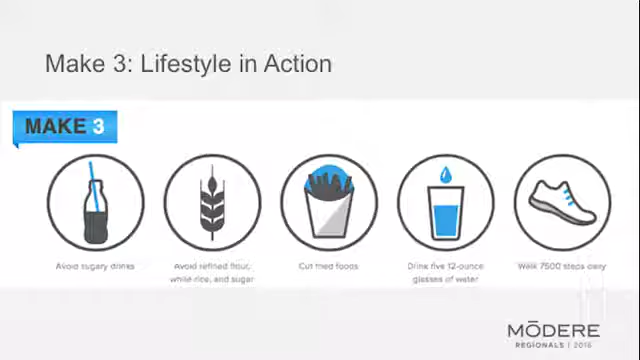 Make 3: Lifestyle in Action
MAKE 3
Avoid sugary drinks
Avoid refined flour,
white rice, and sugar
Cut fried foods
Drink five 12-ounce
glasses of water
Walk 7500 steps daily
MŌDERE
REGIONALS | 2016